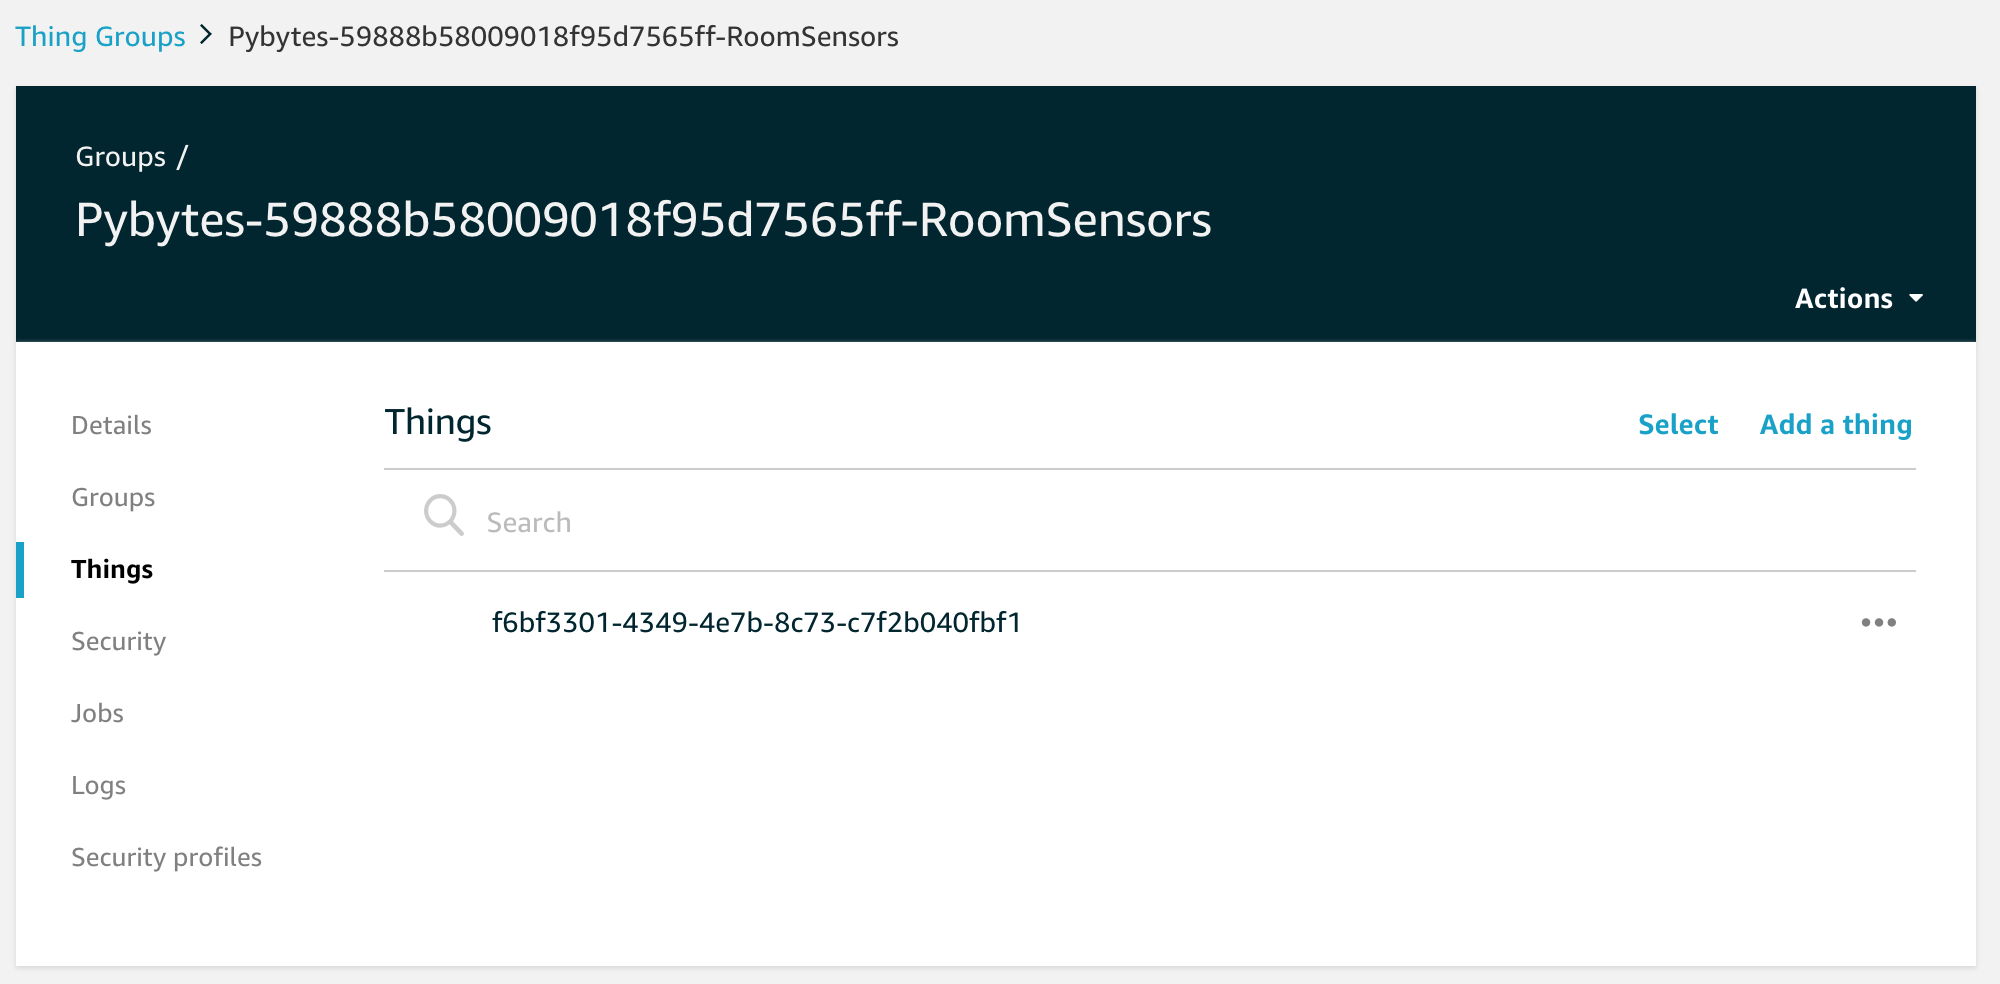 Thing Groups > Pybytes-59888b58009018f95d7565ff-RoomSensors
Groups /
Pybytes-59888b58009018f95d7565ff-RoomSensors
Actions
Details
Groups
Things
Security
Jobs
Logs
Security profiles
Things
Select Add a thing
Search
f6bf3301-4349-4e7b-8c73-c7f2b040fbf1